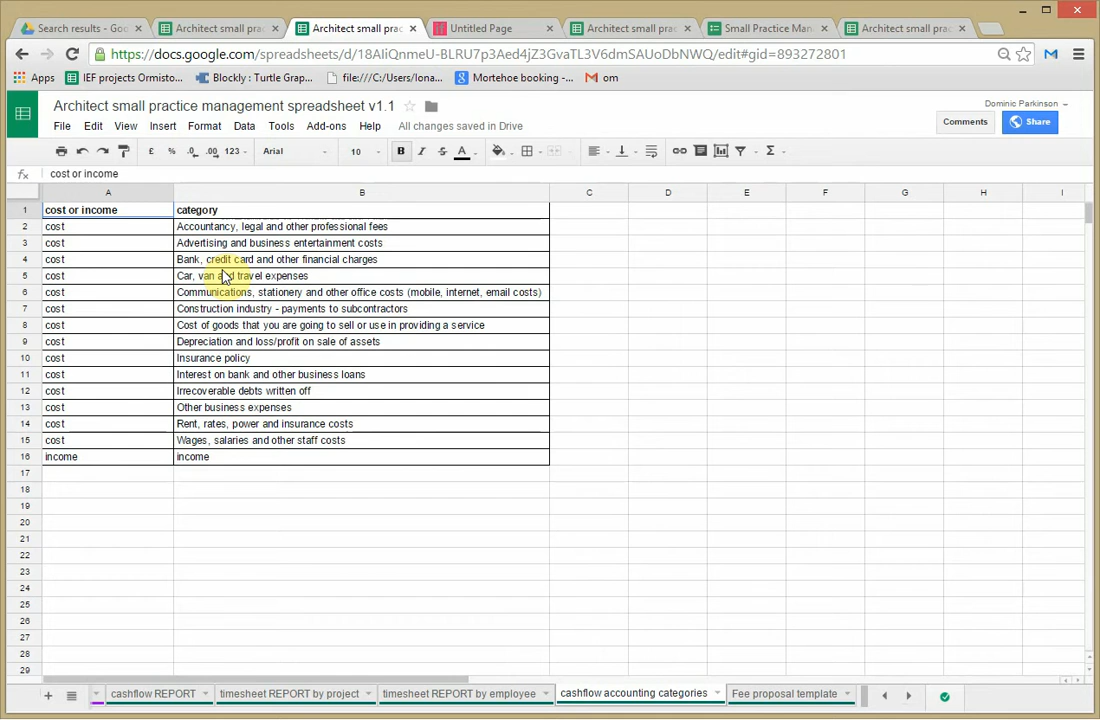 Search results - Goo
Architect small prac
Architect small prac
Untitled Page
Architect small prac
Small Practice Man
Architect small prac
https://docs.google.com/spreadsheets/d/18AliQnmeU-BLRU7p3Aed4jZ3GvaTL3V6dmSAUoDbNWQ/edit#gid=893272801
Apps
IEF projects Ormisto...
Blockly : Turtle Grap...
file:///C:/Users/Iona...
Mortehoe booking -...
om
Architect small practice management spreadsheet v1.1
Dominic Parkinson
File Edit View Insert Format Data Tools Add-ons Help All changes saved in Drive
Comments
Share
£ % .0 .00 123 Arial 10 B I S A Σ
fx cost or income
A B C D E F G H I
1 cost or income category
2 cost Accountancy, legal and other professional fees
3 cost Advertising and business entertainment costs
4 cost Bank, credit card and other financial charges
5 cost Car, van and travel expenses
6 cost Communications, stationery and other office costs (mobile, internet, email costs)
7 cost Construction industry - payments to subcontractors
8 cost Cost of goods that you are going to sell or use in providing a service
9 cost Depreciation and loss/profit on sale of assets
10 cost Insurance policy
11 cost Interest on bank and other business loans
12 cost Irrecoverable debts written off
13 cost Other business expenses
14 cost Rent, rates, power and insurance costs
15 cost Wages, salaries and other staff costs
16 income income
17
18
19
20
21
22
23
24
25
26
27
28
29
cashflow REPORT
timesheet REPORT by project
timesheet REPORT by employee
cashflow accounting categories
Fee proposal template